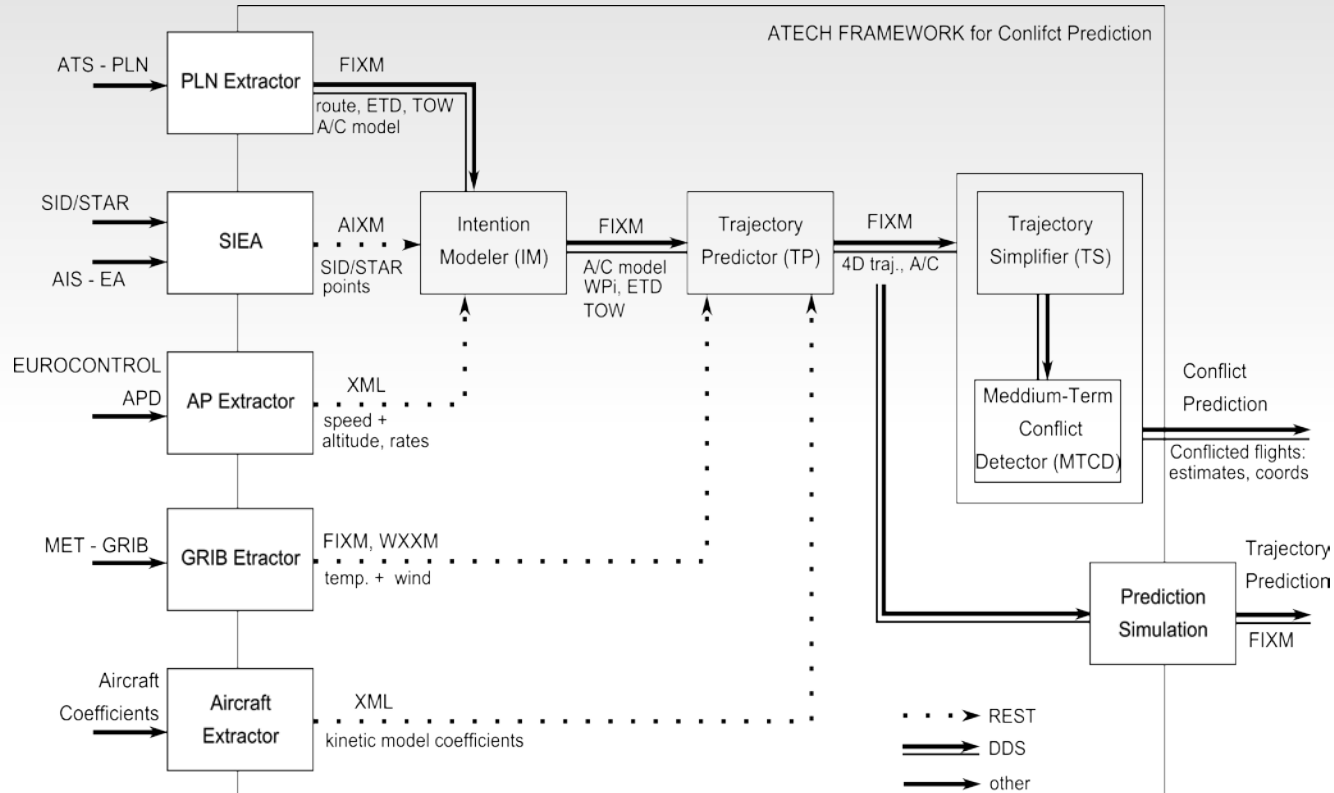 ATECH FRAMEWORK for Conlifct Prediction
ATS - PLN
PLN Extractor
FIXM
route, ETD, TOW
A/C model
SID/STAR
AIS - EA
SIEA
AIXM
SID/STAR
points
Intention
Modeler (IM)
FIXM
A/C model
WPi, ETD
TOW
Trajectory
Predictor (TP)
FIXM
4D traj., A/C
Trajectory
Simplifier (TS)
Meddium-Term
Conflict
Detector (MTCD)
Conflict
Prediction
Conflicted flights:
estimates, coords
EUROCONTROL
APD
AP Extractor
XML
speed +
altitude, rates
MET - GRIB
GRIB Etractor
FIXM, WXXM
temp. + wind
Prediction
Simulation
Trajectory
Prediction
FIXM
Aircraft
Coefficients
Aircraft
Extractor
XML
kinetic model coefficients
REST
DDS
other